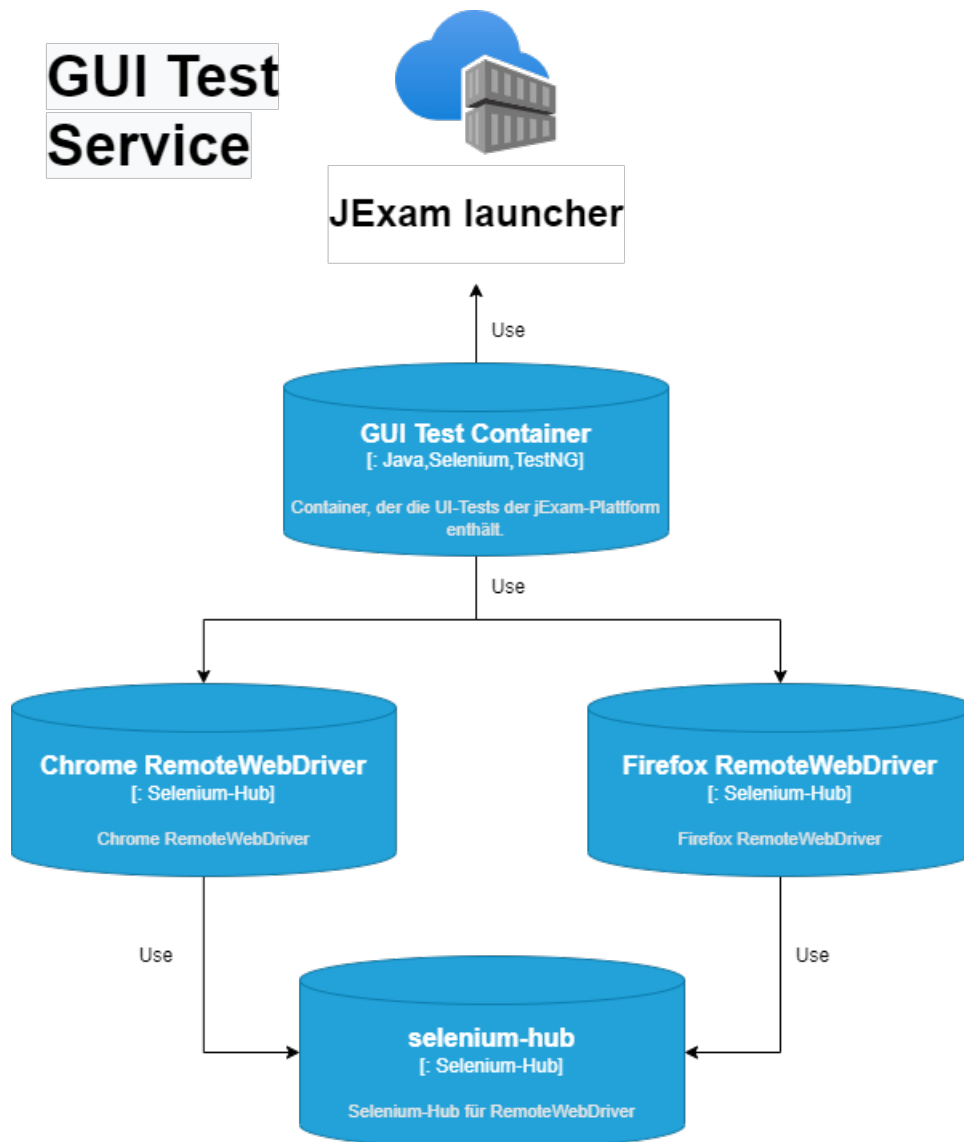 GUI Test
Service
JExam launcher
Use
GUI Test Container
[: Java,Selenium,TestNG]
Container, der die UI-Tests der jExam-Plattform
enthält.
Use
Chrome RemoteWebDriver
[: Selenium-Hub]
Chrome RemoteWebDriver
Firefox RemoteWebDriver
[: Selenium-Hub]
Firefox RemoteWebDriver
Use
Use
selenium-hub
[: Selenium-Hub]
Selenium-Hub für RemoteWebDriver